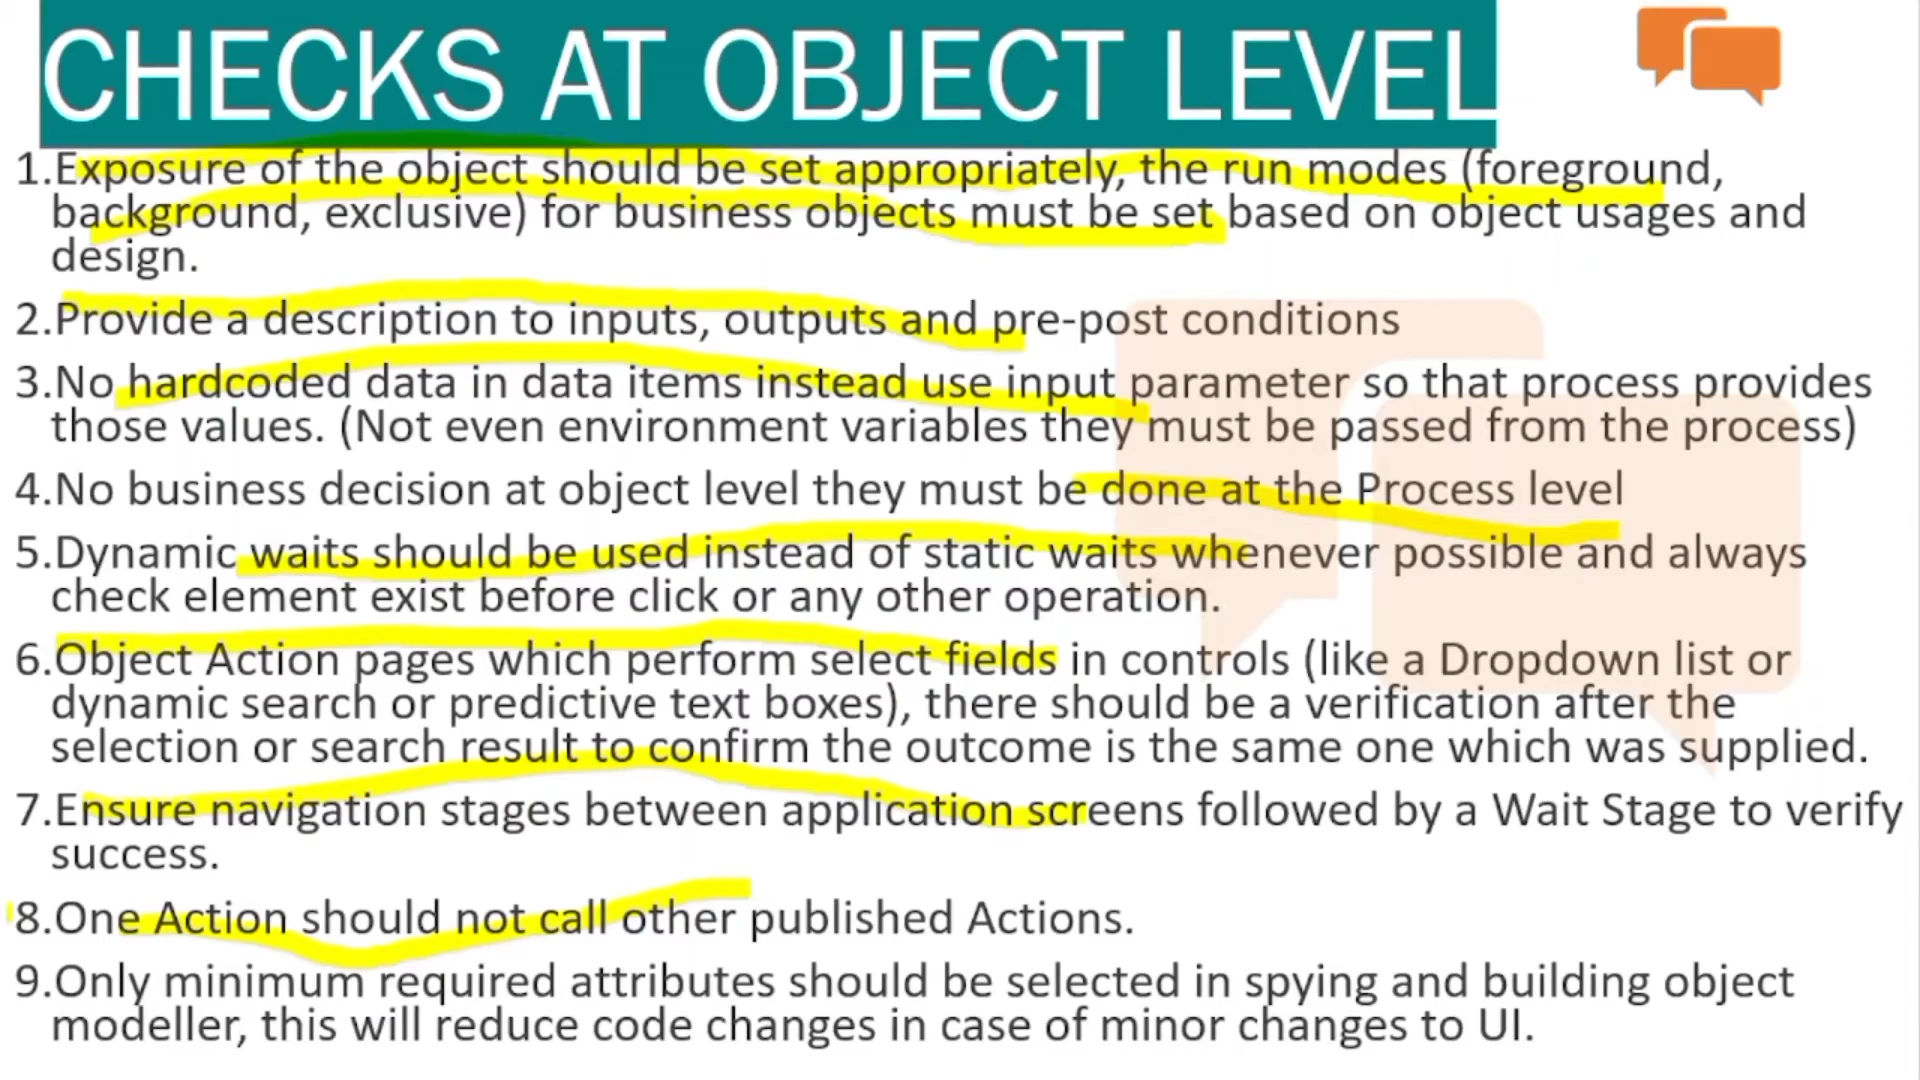 CHECKS AT OBJECT LEVEL
1.Exposure of the object should be set appropriately, the run modes (foreground,
background, exclusive) for business objects must be set based on object usages and
design.
2.Provide a description to inputs, outputs and pre-post conditions
3.No hardcoded data in data items instead use input parameter so that process provides
those values. (Not even environment variables they must be passed from the process)
4.No business decision at object level they must be done at the Process level
5.Dynamic waits should be used instead of static waits whenever possible and always
check element exist before click or any other operation.
6.Object Action pages which perform select fields in controls (like a Dropdown list or
dynamic search or predictive text boxes), there should be a verification after the
selection or search result to confirm the outcome is the same one which was supplied.
7.Ensure navigation stages between application screens followed by a Wait Stage to verify
success.
8.One Action should not call other published Actions.
9.Only minimum required attributes should be selected in spying and building object
modeller, this will reduce code changes in case of minor changes to UI.